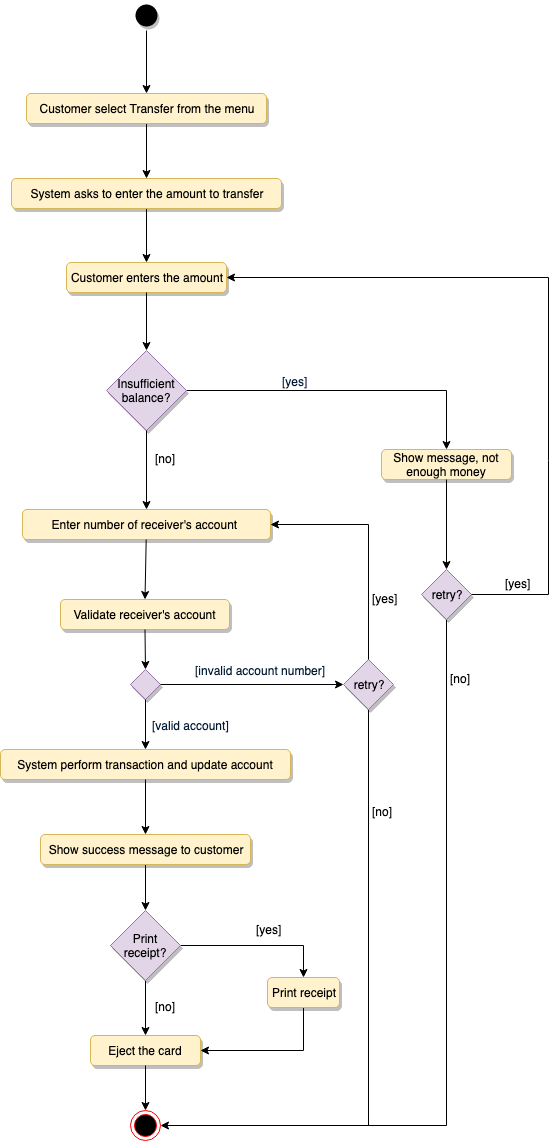 Customer select Transfer from the menu
System asks to enter the amount to transfer
Customer enters the amount
Insufficient
balance?
[yes]
[no]
Show message, not
enough money
Enter number of receiver's account
retry?
[yes]
[yes]
Validate receiver's account
[invalid account number]
retry?
[no]
[valid account]
System perform transaction and update account
[no]
Show success message to customer
Print
receipt?
[yes]
Print receipt
[no]
Eject the card